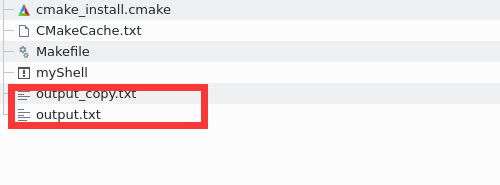 cmake_install.cmake
CMakeCache.txt
Makefile
myShell
output_copy.txt
output.txt